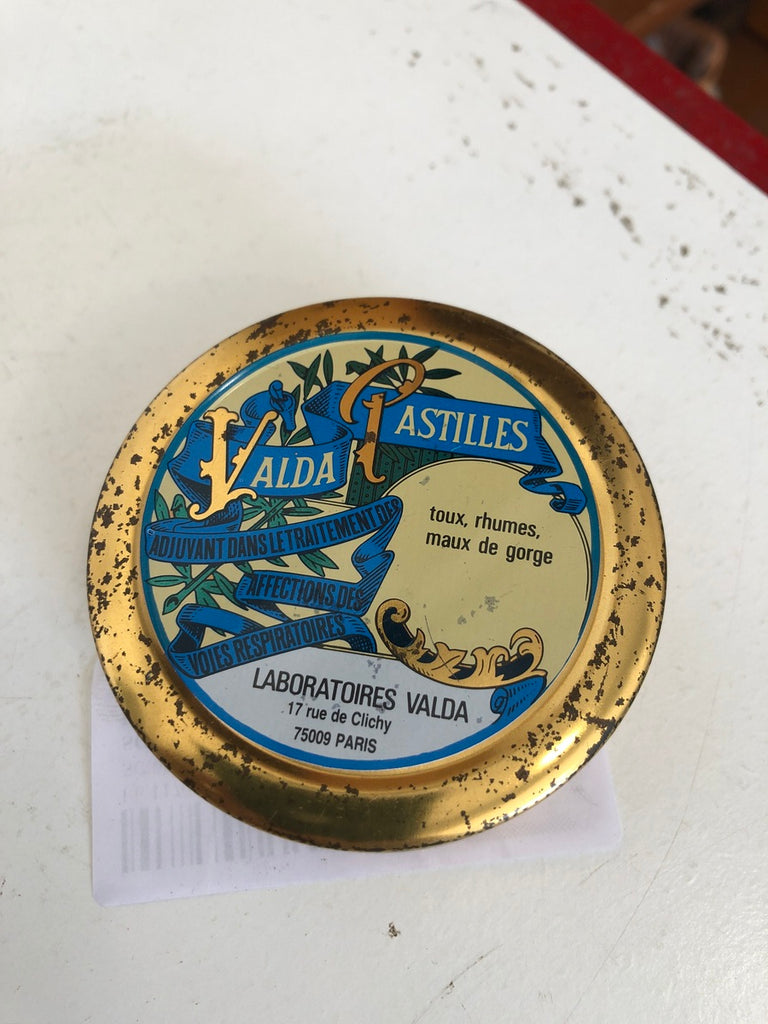 VALDA PASTILLES
ADJUVANT DANS LE TRAITEMENT DES
AFFECTIONS DES
VOIES RESPIRATOIRES
toux, rhumes,
maux de gorge
LABORATOIRES VALDA
17 rue de Clichy
75009 PARIS